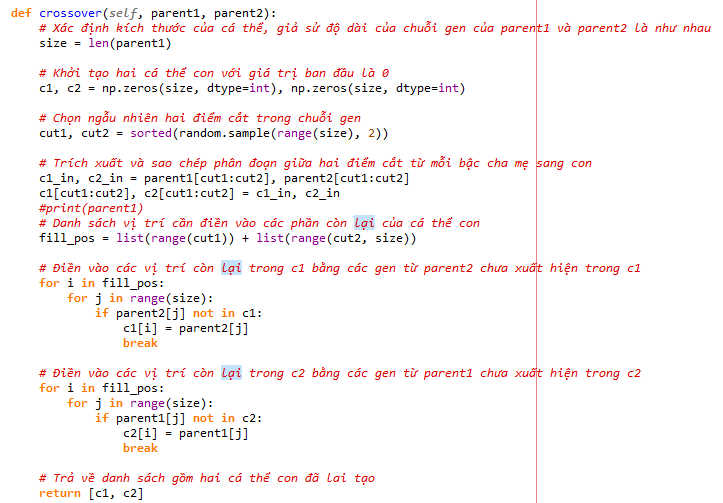 def crossover(self, parent1, parent2):
    # Xác định kích thước của cá thể, giả sử độ dài của chuỗi gen của parent1 và parent2 là như nhau
    size = len(parent1)

    # Khởi tạo hai cá thể con với giá trị ban đầu là 0
    c1, c2 = np.zeros(size, dtype=int), np.zeros(size, dtype=int)

    # Chọn ngẫu nhiên hai điểm cắt trong chuỗi gen
    cut1, cut2 = sorted(random.sample(range(size), 2))

    # Trích xuất và sao chép phân đoạn giữa hai điểm cắt từ mỗi bậc cha mẹ sang con
    c1_in, c2_in = parent1[cut1:cut2], parent2[cut1:cut2]
    c1[cut1:cut2], c2[cut1:cut2] = c1_in, c2_in
    #print(parent1)
    # Danh sách vị trí cần điền vào các phần còn lại của cá thể con
    fill_pos = list(range(cut1)) + list(range(cut2, size))

    # Điền vào các vị trí còn lại trong c1 bằng các gen từ parent2 chưa xuất hiện trong c1
    for i in fill_pos:
        for j in range(size):
            if parent2[j] not in c1:
                c1[i] = parent2[j]
                break

    # Điền vào các vị trí còn lại trong c2 bằng các gen từ parent1 chưa xuất hiện trong c2
    for i in fill_pos:
        for j in range(size):
            if parent1[j] not in c2:
                c2[i] = parent1[j]
                break

    # Trả về danh sách gồm hai cá thể con đã lai tạo
    return [c1, c2]